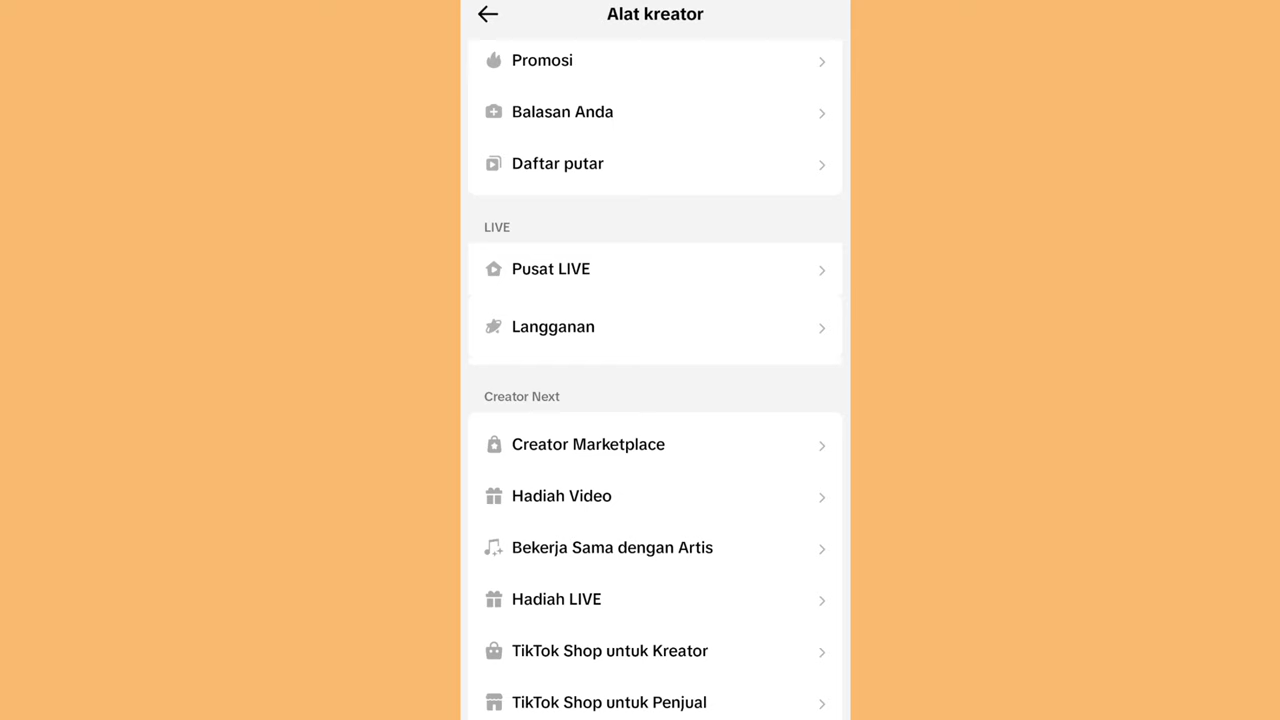 Alat kreator
Promosi
Balasan Anda
Daftar putar
LIVE
Pusat LIVE
Langganan
Creator Next
Creator Marketplace
Hadiah Video
Bekerja Sama dengan Artis
Hadiah LIVE
TikTok Shop untuk Kreator
TikTok Shop untuk Penjual